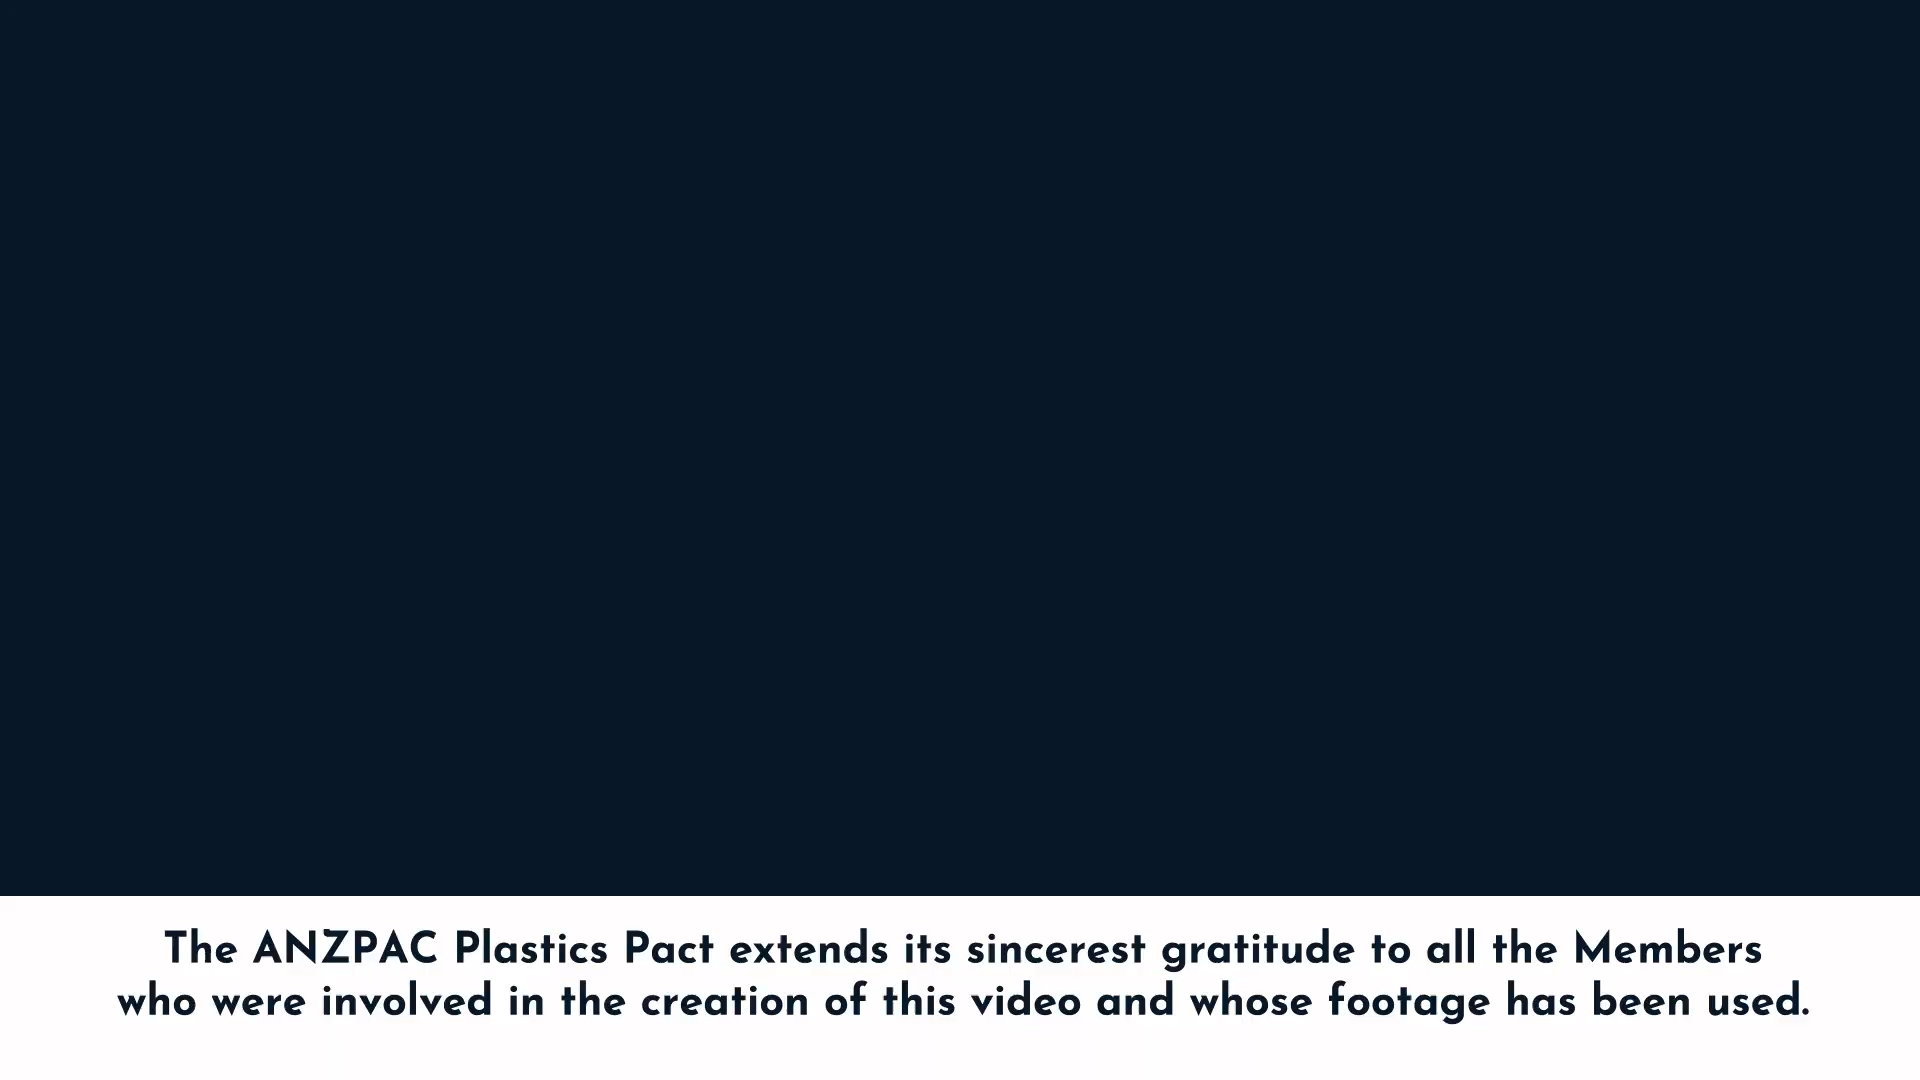 The ANZPAC Plastics Pact extends its sincerest gratitude to all the Members
who were involved in the creation of this video and whose footage has been used.